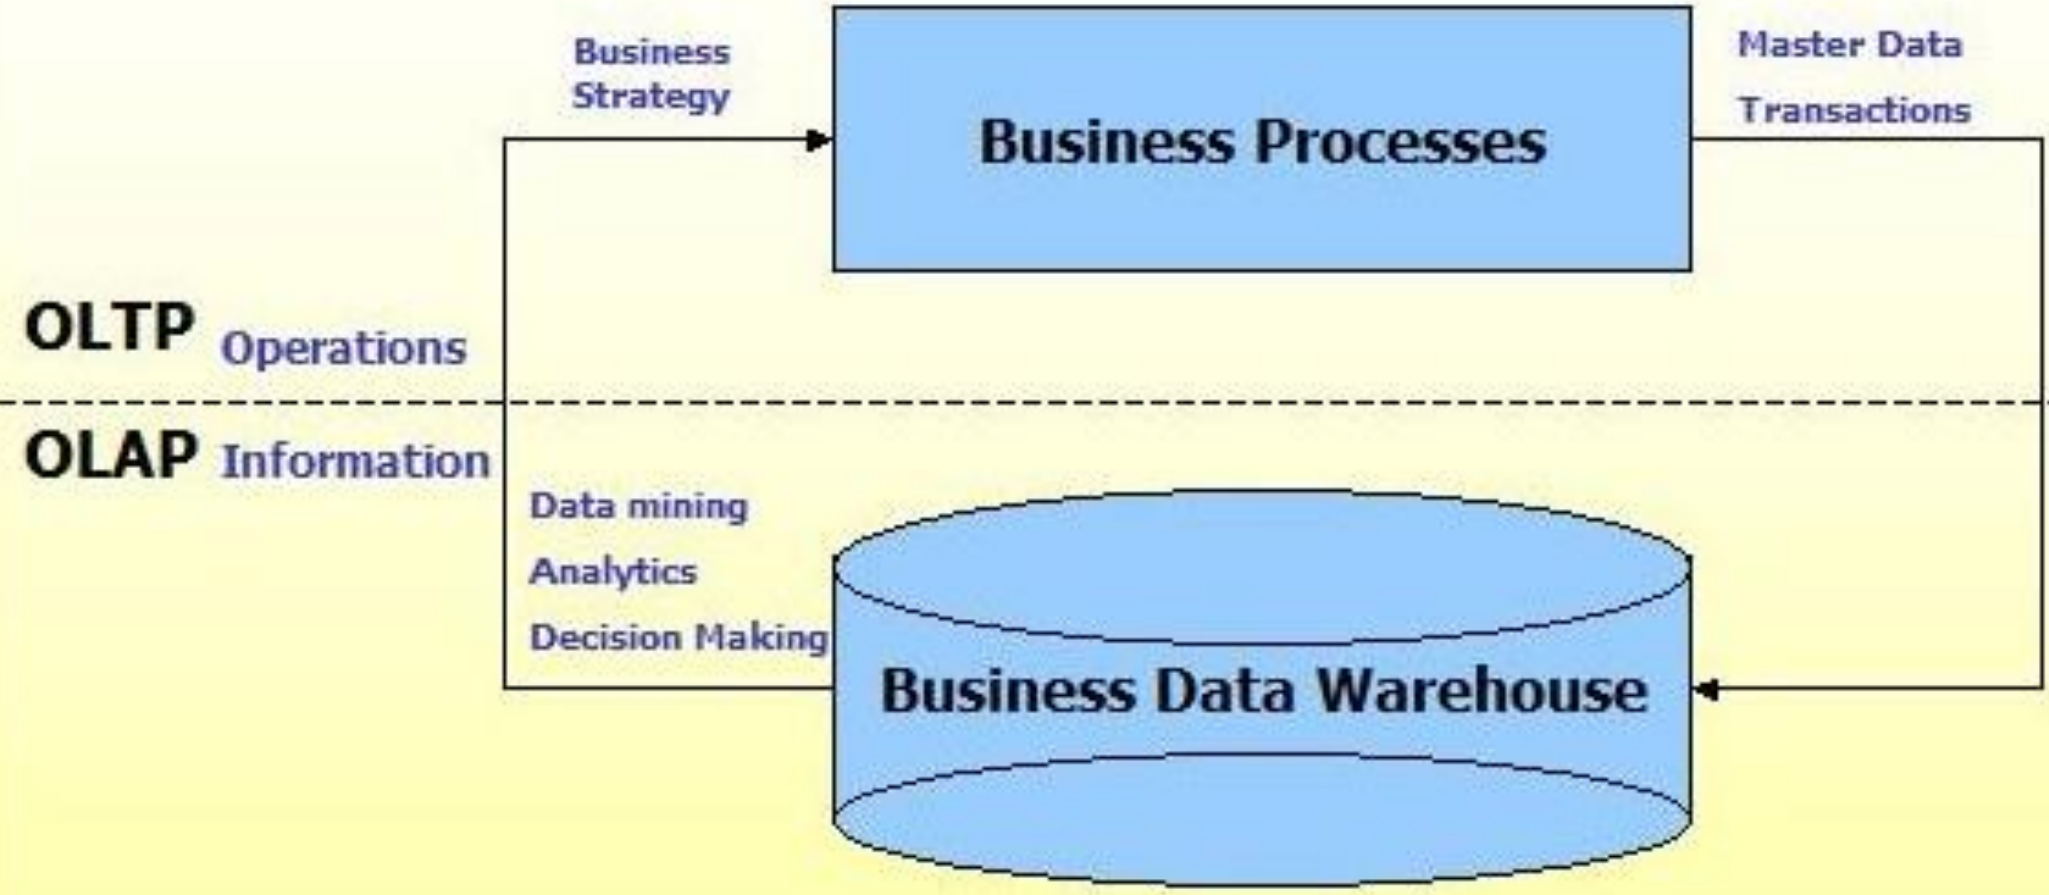 Business
Strategy
Business Processes
Master Data
Transactions
OLTP Operations
OLAP Information
Data mining
Analytics
Decision Making
Business Data Warehouse